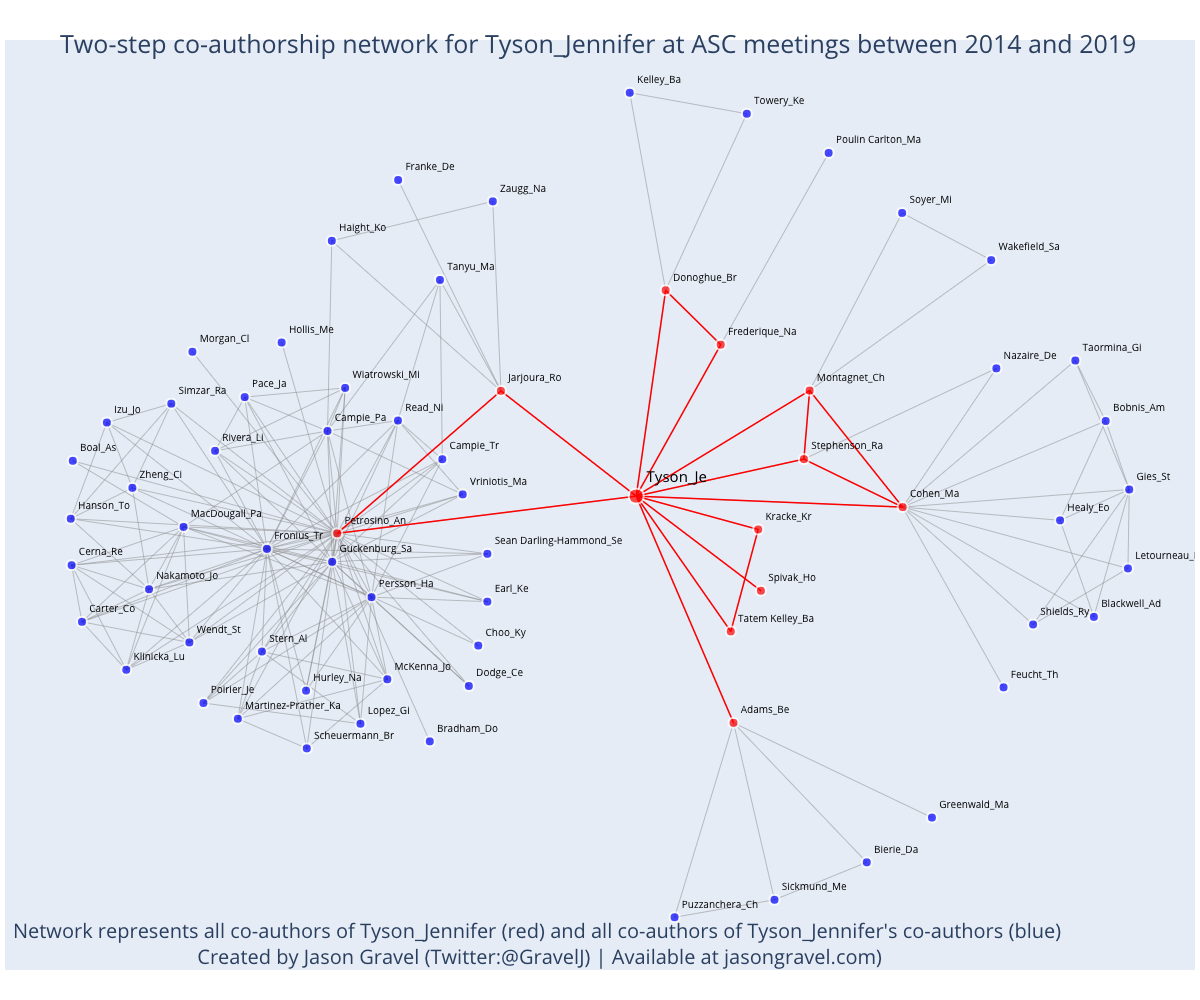 Two-step co-authorship network for Tyson_Jennifer at ASC meetings between 2014 and 2019
Kelley_Ba
Towery_Ke
Poulin Carlton_Ma
Franke_De
Zaugg_Na
Soyer_Mi
Haight_Ko
Wakefield_Sa
Tanyu_Ma
Donoghue_Br
Hollis_Me
Frederique_Na
Morgan_Cl
Taormina_Gi
Nazaire_De
Wiatrowski_Mi
Jarjoura_Ro
Montagnet_Ch
Pace_Ja
Simzar_Ra
Izu_Jo
Read_Ni
Bobnis_Am
Campie_Pa
Rivera_Li
Campie_Tr
Stephenson_Ra
Boal_As
Zheng_Ci
Tyson_Je
Gies_St
Vriniotis_Ma
Cohen_Ma
Hanson_To
MacDougall_Pa
Petrosino_An
Kracke_Kr
Healy_Eo
Fronius_Tr
Sean Darling-Hammond_Se
Guckenburg_Sa
Cerna_Re
Letourneau_
Nakamoto_Jo
Persson_Ha
Earl_Ke
Spivak_Ho
Carter_Co
Blackwell_Ad
Shields_Ry
Tatem Kelley_Ba
Wendt_St
Choo_Ky
Stern_Al
Klinicka_Lu
McKenna_Jo
Dodge_Ce
Feucht_Th
Hurley_Na
Poirier_Je
Martinez-Prather_Ka
Lopez_Gi
Adams_Be
Bradham_Do
Scheuermann_Br
Greenwald_Ma
Bierie_Da
Sickmund_Me
Puzzanchera_Ch
Network represents all co-authors of Tyson_Jennifer (red) and all co-authors of Tyson_Jennifer's co-authors (blue)
Created by Jason Gravel (Twitter:@GravelJ) | Available at jasongravel.com)